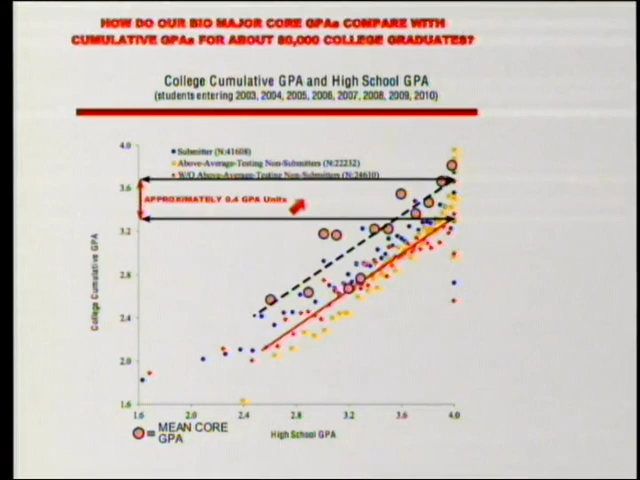 HOW DO OUR BIO MAJOR CORE GPAs COMPARE WITH
CUMULATIVE GPAs FOR ABOUT 80,000 COLLEGE GRADUATES?
College Cumulative GPA and High School GPA
(students entering 2003, 2004, 2005, 2006, 2007, 2008, 2009, 2010)
Submitter (N:41608)
Above-Average-Testing Non-Submitters (N:22232)
W/O Above-Average-Testing Non-Submitters (N:24610)
APPROXIMATELY 0.4 GPA Units
College Cumulative GPA
4.0
3.6
3.2
2.8
2.4
2.0
1.6
1.6 2.0 2.4 2.8 3.2 3.6 4.0
High School GPA
= MEAN CORE
GPA